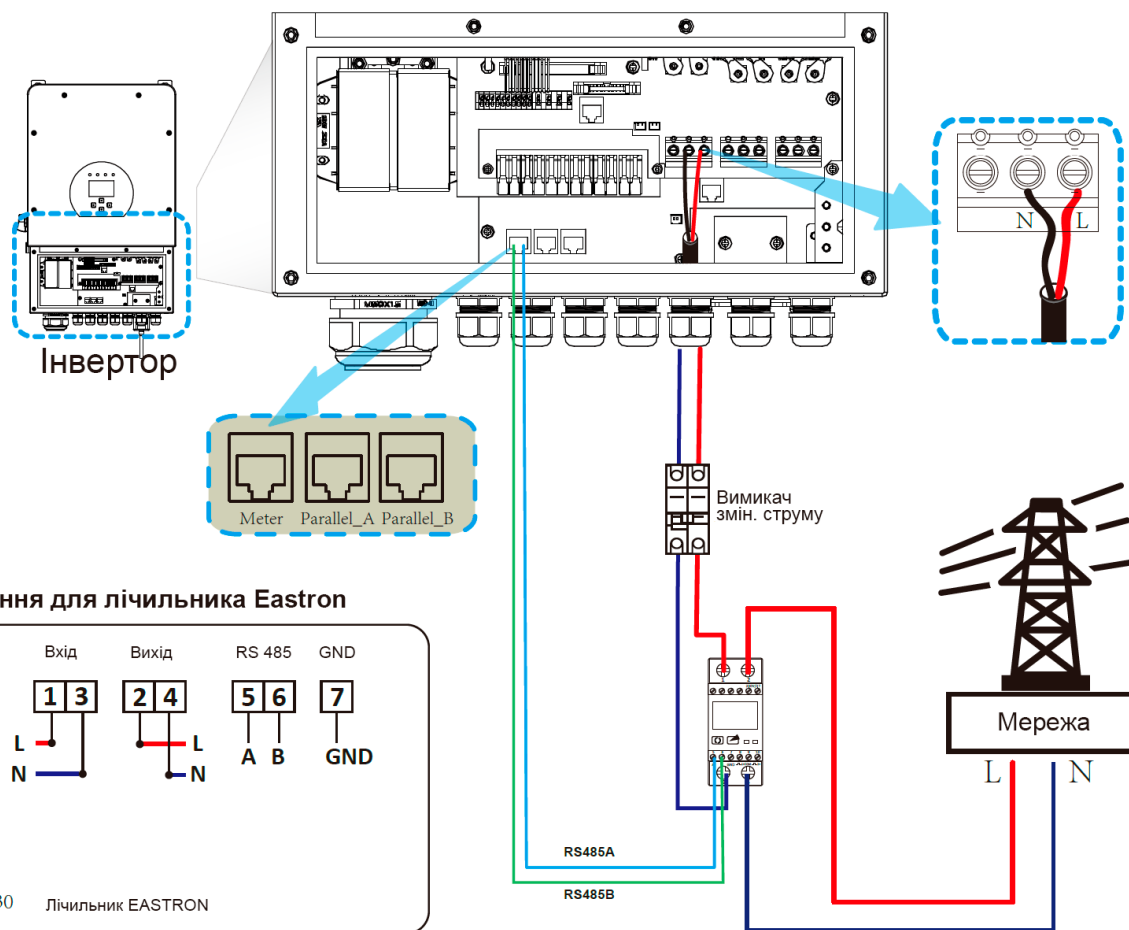 N
L
Інвертор
Meter
Parallel_A
Parallel_B
Вимикач
змін. струму
ння для лічильника Eastron
Вхід
Вихід
RS 485
GND
1 3
2 4
5 6
7
L
L
A B
GND
N
N
Мережа
L
N
RS485A
RS485B
Лічильник EASTRON